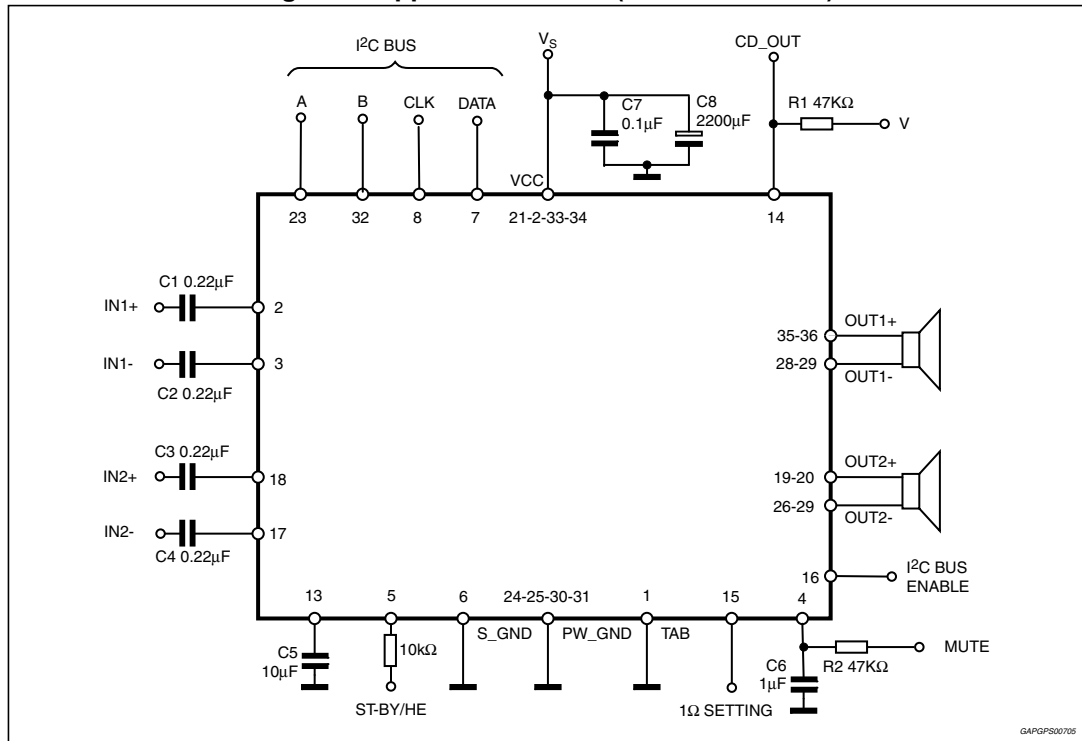 I²C BUS
A
B
CLK
DATA
VS
CD_OUT
C7
0.1μF
C8
2200μF
R1 47KΩ
V
VCC
23
32
8
7
21-2-33-34
14
C1 0.22μF
IN1+
2
IN1-
3
C2 0.22μF
C3 0.22μF
IN2+
18
IN2-
17
C4 0.22μF
35-36
OUT1+
28-29
OUT1-
19-20
OUT2+
26-29
OUT2-
16
I²C BUS
ENABLE
13
5
6
24-25-30-31
1
15
4
C5
10μF
10kΩ
S_GND
PW_GND
TAB
C6
1μF
R2 47KΩ
MUTE
ST-BY/HE
1Ω SETTING
GAPGPS00705